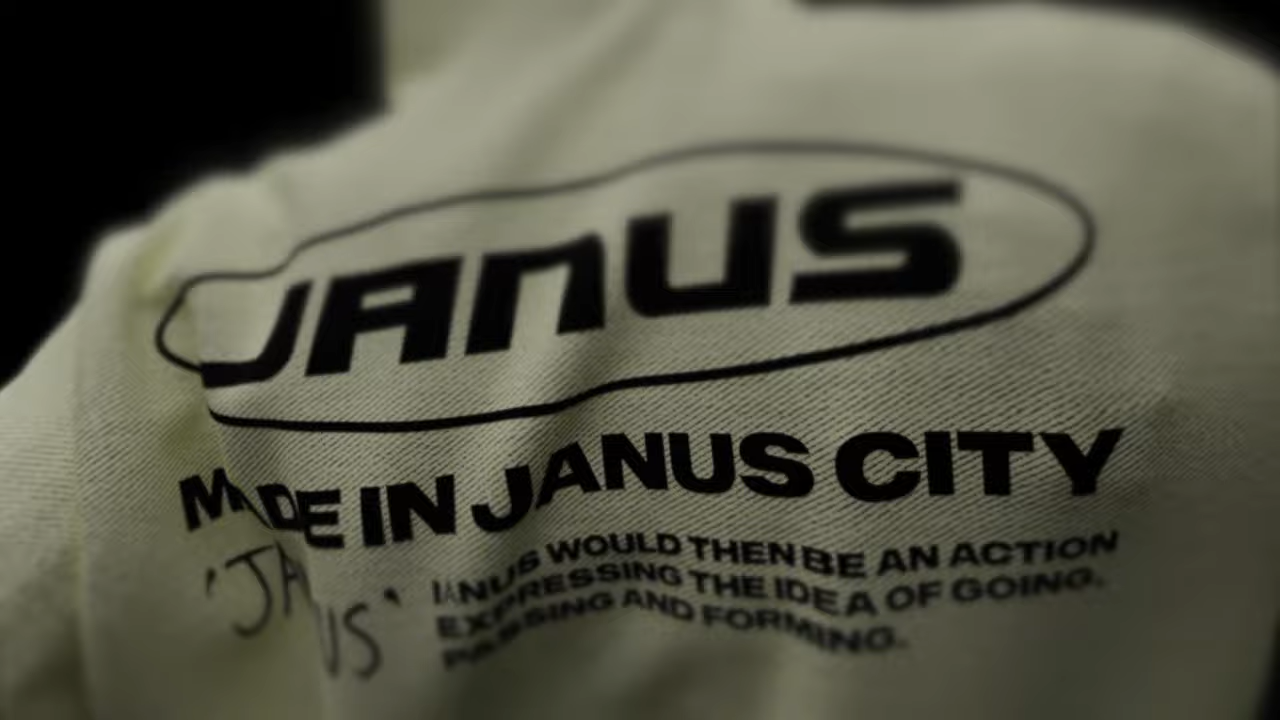 JANUS
MADE IN JANUS CITY
'JANUS'
IANUS WOULD THEN BE AN ACTION
EXPRESSING THE IDEA OF GOING,
PASSING AND FORMING.